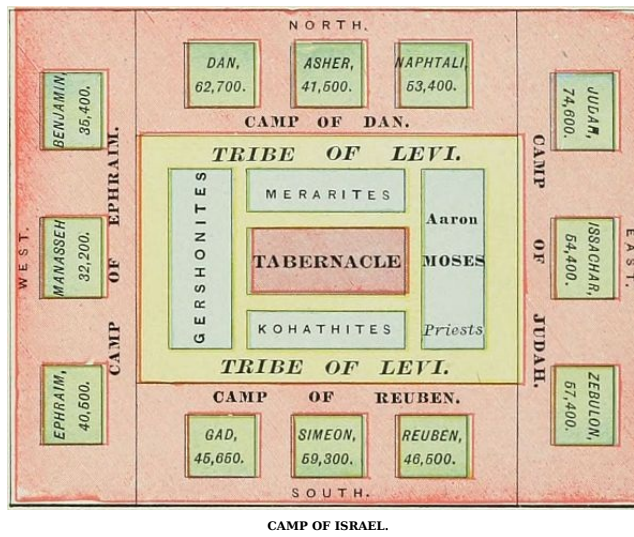 NORTH.
DAN,
62,700.
ASHER,
41,500.
NAPHTALI,
53,400.
CAMP OF DAN.
BENJAMIN,
35,400.
MANASSEH
32,200.
EPHRAIM,
40,500.
WEST.
CAMP OF EPHRAIM.
TRIBE OF LEVI.
MERARITES
GERSHONITES
TABERNACLE
Aaron
MOSES
Priests
KOHATHITES
TRIBE OF LEVI.
CAMP OF JUDAH.
JUDAH,
74,600.
ISSACHAR,
54,400.
ZEBULON,
57,400.
EAST.
CAMP OF REUBEN.
GAD,
45,650.
SIMEON,
59,300.
REUBEN,
46,500.
SOUTH.
CAMP OF ISRAEL.